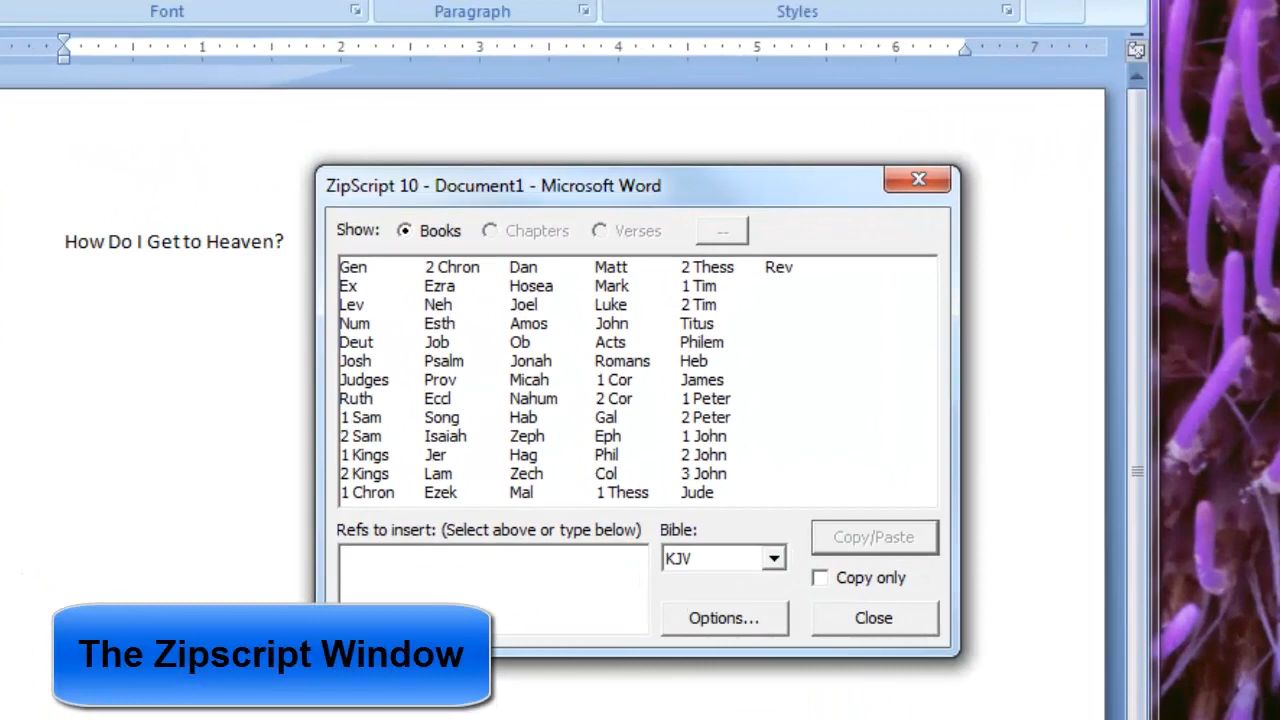 Font Paragraph Styles
1 2 3 4 5 6 7
How Do I Get to Heaven?
ZipScript 10 - Document1 - Microsoft Word
Show: Books Chapters Verses --
Gen 2 Chron Dan Matt 2 Thess Rev
Ex Ezra Hosea Mark 1 Tim
Lev Neh Joel Luke 2 Tim
Num Esth Amos John Titus
Deut Job Ob Acts Philem
Josh Psalm Jonah Romans Heb
Judges Prov Micah 1 Cor James
Ruth Eccl Nahum 2 Cor 1 Peter
1 Sam Song Hab Gal 2 Peter
2 Sam Isaiah Zeph Eph 1 John
1 Kings Jer Hag Phil 2 John
2 Kings Lam Zech Col 3 John
1 Chron Ezek Mal 1 Thess Jude
Refs to insert: (Select above or type below) Bible:
KJV
Copy/Paste
Copy only
Options... Close
The Zipscript Window